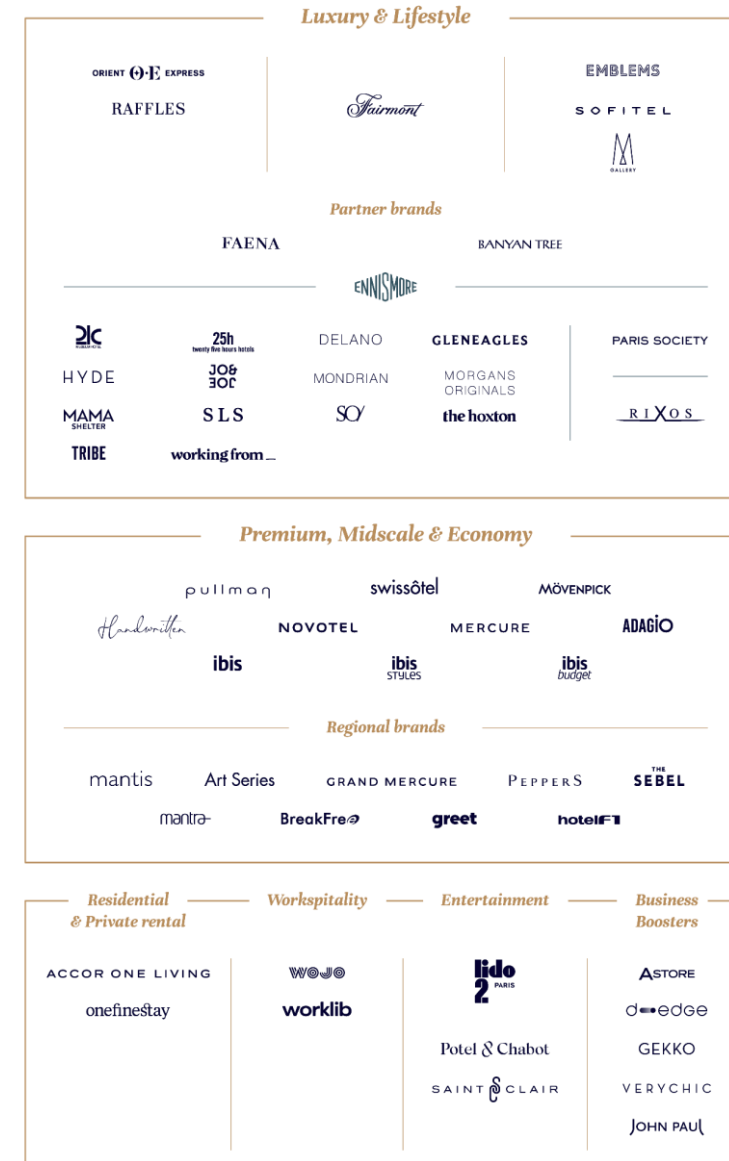 Luxury & Lifestyle
ORIENT O·E EXPRESS
RAFFLES
Fairmont
EMBLEMS
SOFITEL
M
GALLERY
Partner brands
FAENA
BANYAN TREE
ENNISMORE
21c
MUSEUM HOTEL
25h
twenty five hours hotels
DELANO
GLENEAGLES
PARIS SOCIETY
HYDE
JO&
JOE
MONDRIAN
MORGANS
ORIGINALS
MAMA
SHELTER
SLS
SO/
the hoxton
RIXOS
TRIBE
working from_
Premium, Midscale & Economy
pullman
swissôtel
MÖVENPICK
Handwritten
NOVOTEL
MERCURE
ADAGIO
ibis
ibis
STYLES
ibis
budget
Regional brands
mantis
Art Series
GRAND MERCURE
PEPPERS
THE
SEBEL
mantra
BreakFree
greet
hotelF1
Residential
& Private rental
Workspitality
Entertainment
Business
Boosters
ACCOR ONE LIVING
onefinestay
WOJO
worklib
lido
2 PARIS
Potel & Chabot
SAINT CLAIR
ASTORE
d-edge
GEKKO
VERYCHIC
JOHN PAUL